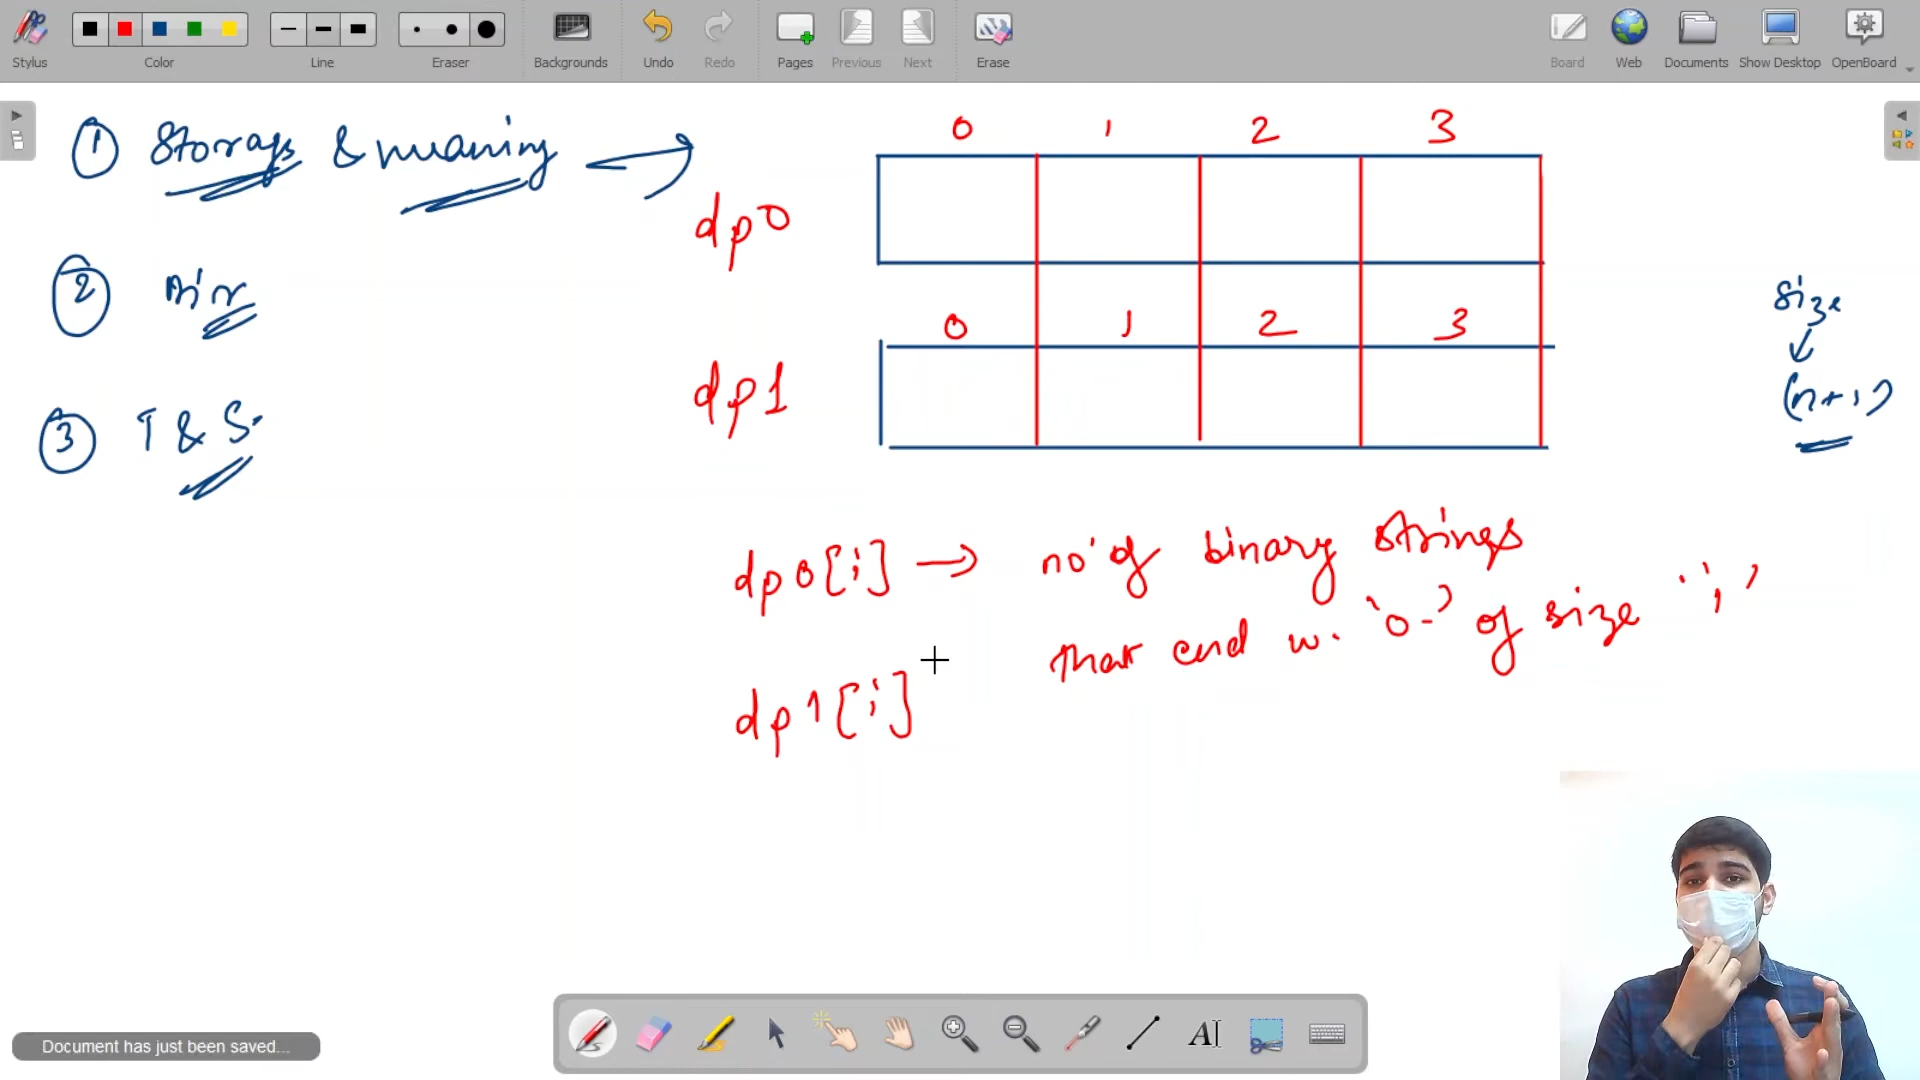 Stylus Color Line Eraser Backgrounds Undo Redo Pages Previous Next Erase Board Web Documents Show Desktop OpenBoard
① Storage & meaning →
0 1 2 3
dp0
② Dir
0 1 2 3
dp1
size
↓
(n+1)
③ T & S.
dp0[i] → no. of binary strings
that end w. '0' of size 'i'
dp1[i]
Document has just been saved...
AI